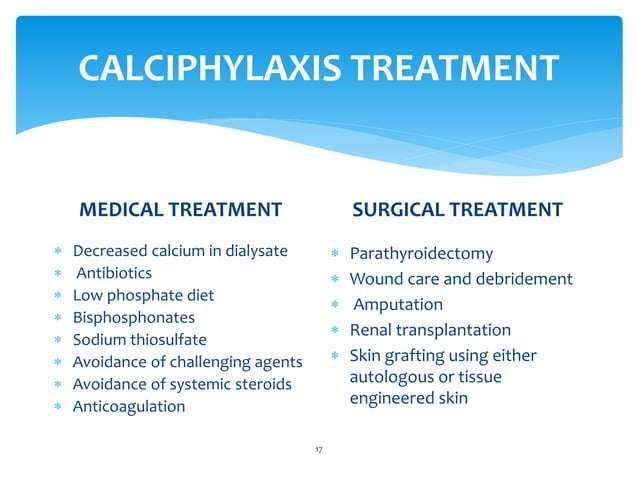 CALCIPHYLAXIS TREATMENT
MEDICAL TREATMENT
Decreased calcium in dialysate
Antibiotics
Low phosphate diet
Bisphosphonates
Sodium thiosulfate
Avoidance of challenging agents
Avoidance of systemic steroids
Anticoagulation
SURGICAL TREATMENT
Parathyroidectomy
Wound care and debridement
Amputation
Renal transplantation
Skin grafting using either
autologous or tissue
engineered skin
17